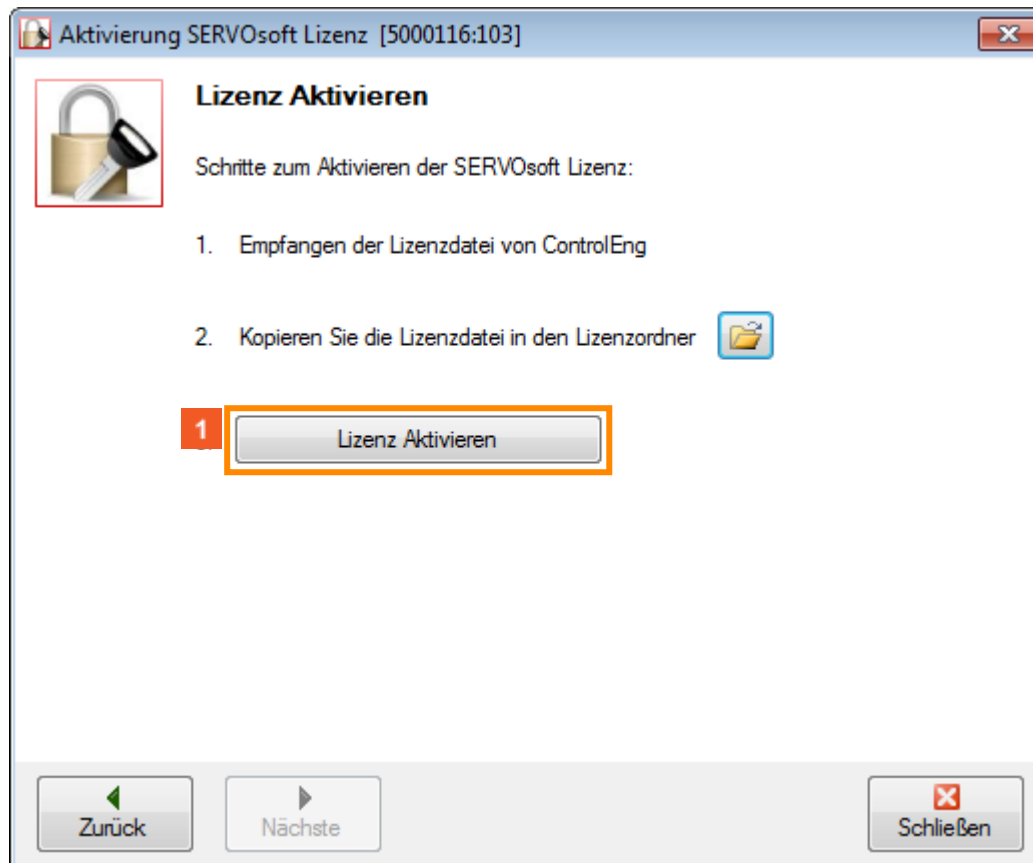 Aktivierung SERVOsoft Lizenz [5000116:103]
Lizenz Aktivieren
Schritte zum Aktivieren der SERVOsoft Lizenz:
1. Empfangen der Lizenzdatei von ControlEng
2. Kopieren Sie die Lizenzdatei in den Lizenzordner
1 Lizenz Aktivieren
Zurück Nächste Schließen